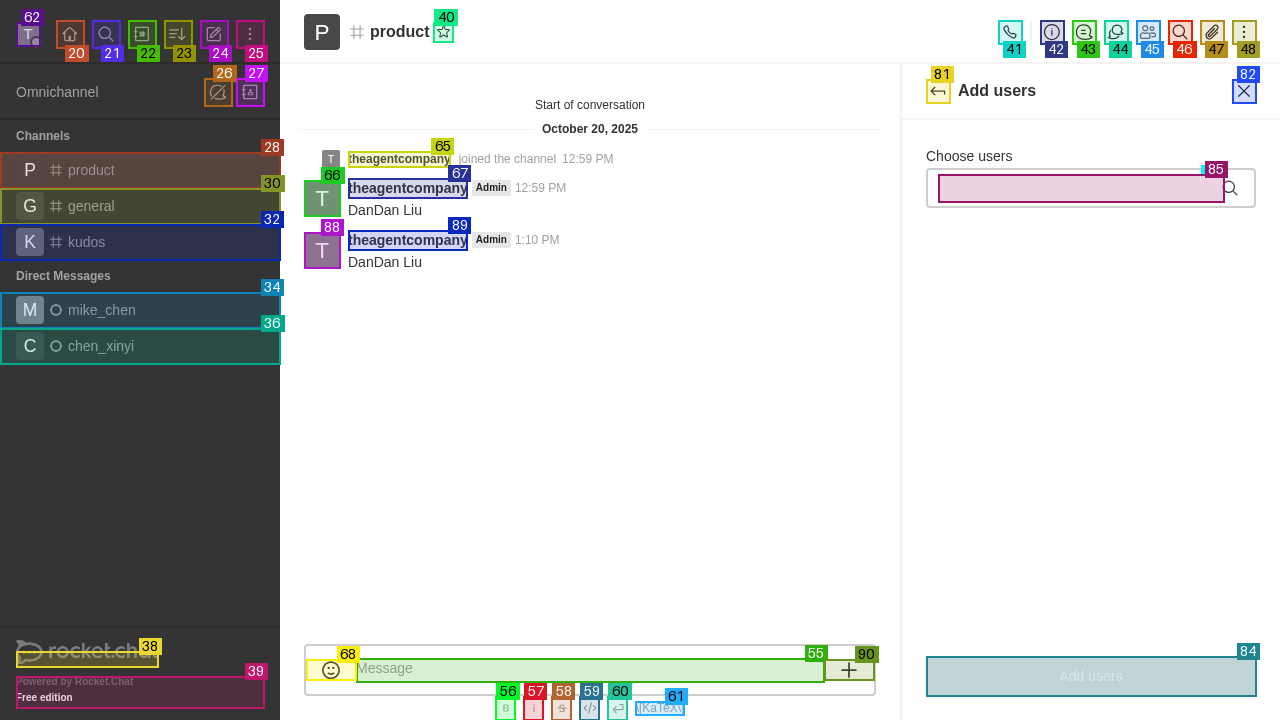 62
T
20
21
22
23
24
25
P
# product
40
41
42
43
44
45
46
47
48
Omnichannel
26
27
Channels
28
P
product
30
G
general
32
K
kudos
Direct Messages
34
M
mike_chen
36
C
chen_xinyi
38
rocket.cha
39
Powered by Rocket.Chat
Free edition
Start of conversation
October 20, 2025
65
T
theagentcompany joined the channel 12:59 PM
66
67
T
theagentcompany Admin 12:59 PM
DanDan Liu
88
89
T
theagentcompany Admin 1:10 PM
DanDan Liu
68
Message
55
90
56
57
58
59
60
61
B
i
S
</>
\[KaTeX\]
81
Add users
82
Choose users
85
84
Add users